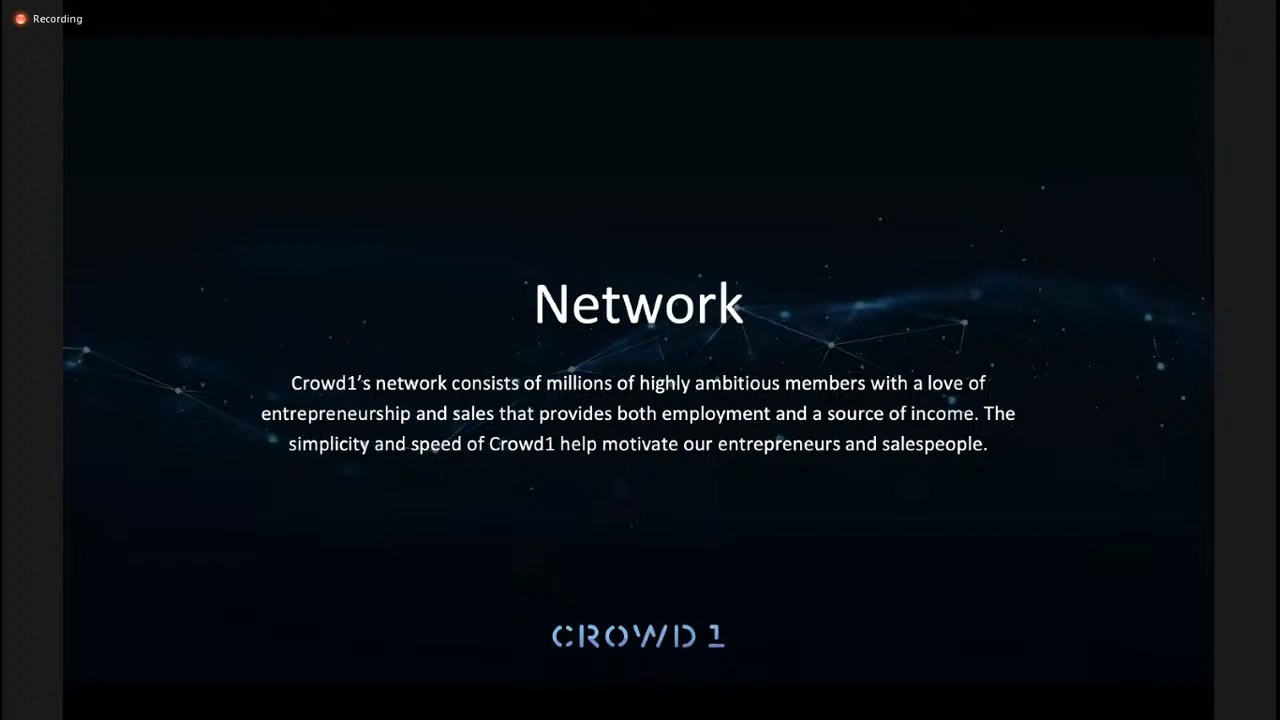 Recording
Network
Crowd1’s network consists of millions of highly ambitious members with a love of
entrepreneurship and sales that provides both employment and a source of income. The
simplicity and speed of Crowd1 help motivate our entrepreneurs and salespeople.
CROWD 1